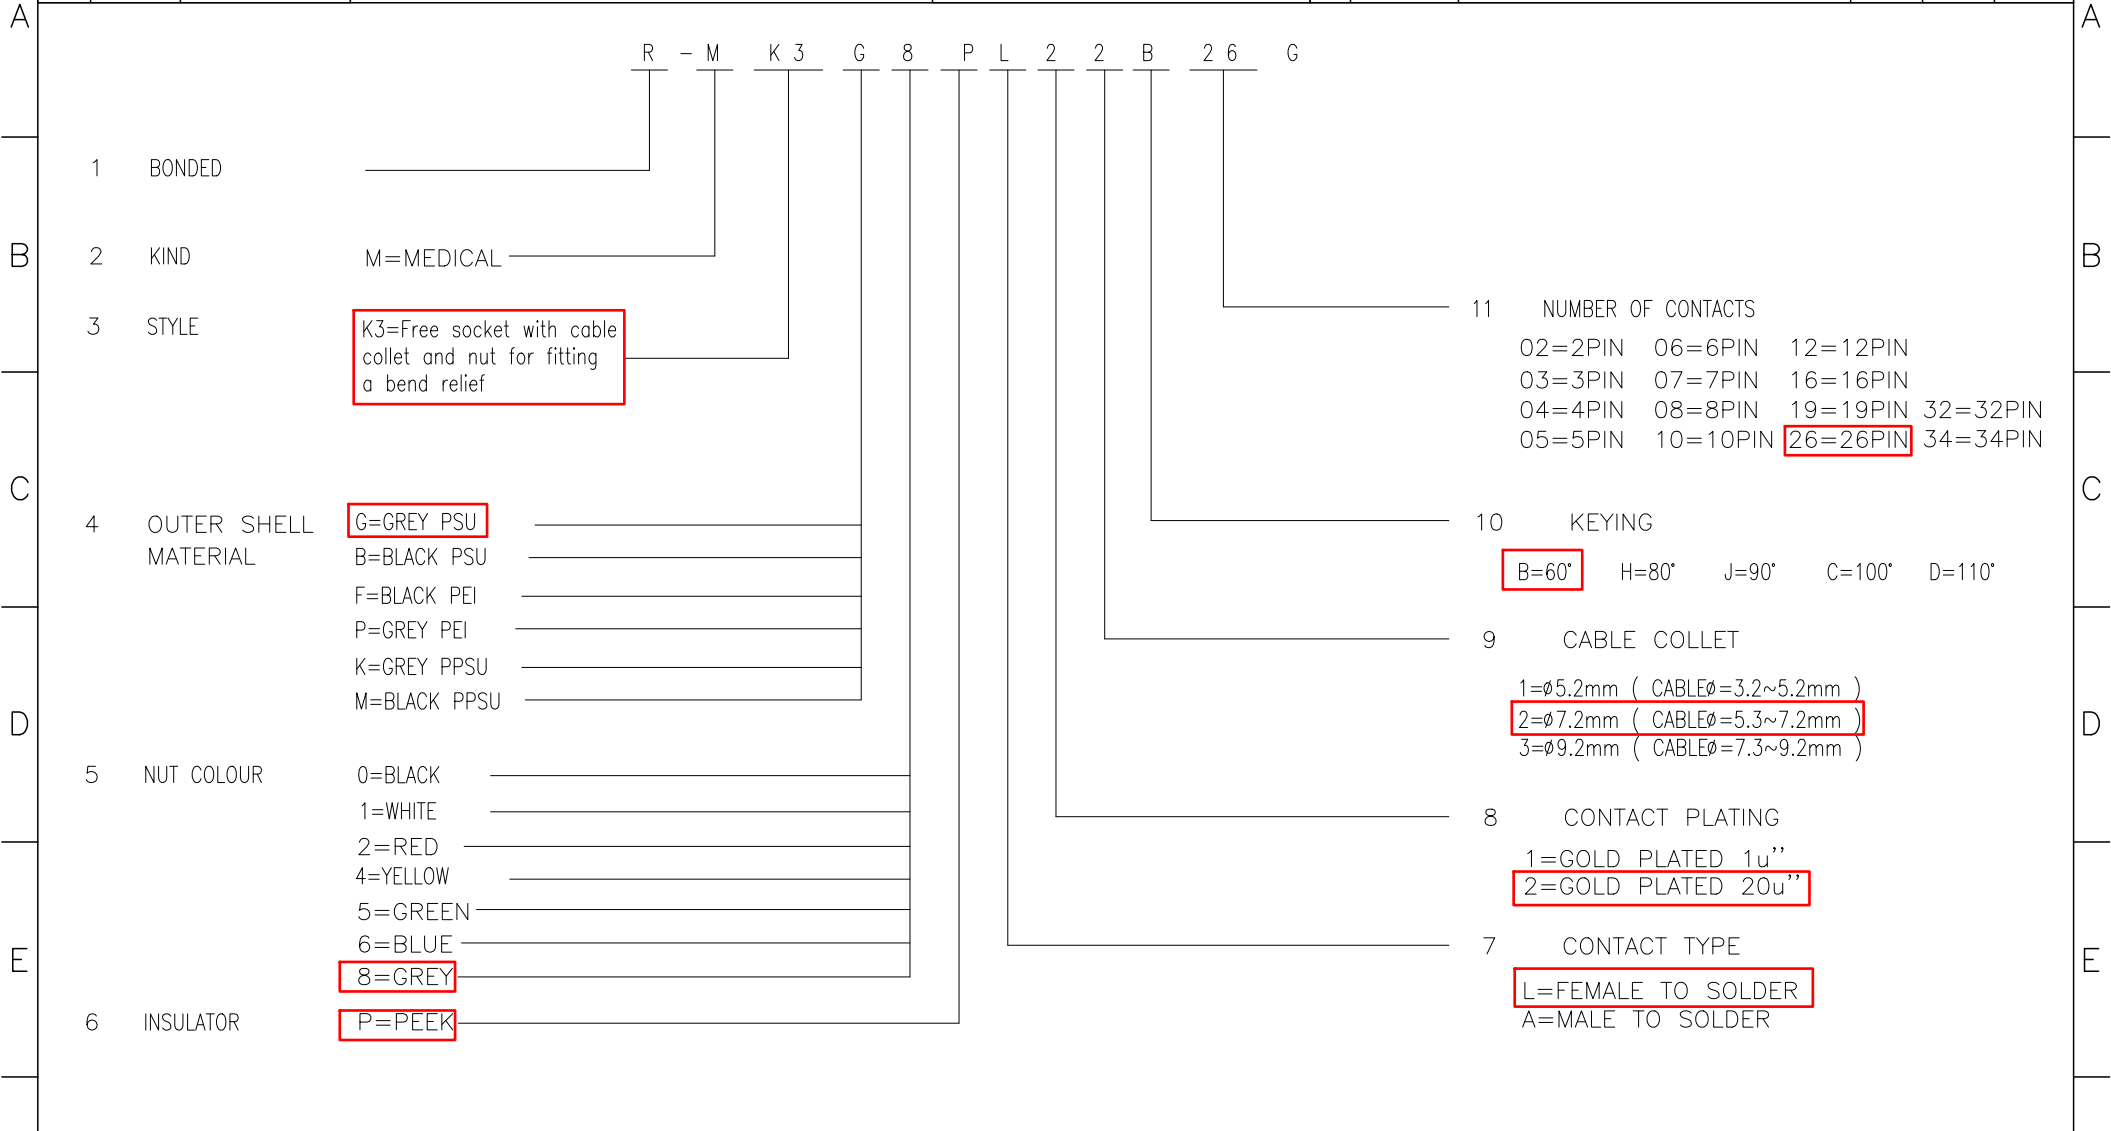 A A
R - M K3 G 8 P L 2 2 B 26 G
1 BONDED
2 KIND M=MEDICAL
B B
3 STYLE K3=Free socket with cable
collet and nut for fitting
a bend relief
11 NUMBER OF CONTACTS
02=2PIN 06=6PIN 12=12PIN
03=3PIN 07=7PIN 16=16PIN
04=4PIN 08=8PIN 19=19PIN 32=32PIN
05=5PIN 10=10PIN 26=26PIN 34=34PIN
C C
4 OUTER SHELL
MATERIAL
G=GREY PSU
B=BLACK PSU
F=BLACK PEI
P=GREY PEI
K=GREY PPSU
M=BLACK PPSU
10 KEYING
B=60° H=80° J=90° C=100° D=110°
9 CABLE COLLET
1=ø5.2mm ( CABLEø=3.2~5.2mm )
2=ø7.2mm ( CABLEø=5.3~7.2mm )
3=ø9.2mm ( CABLEø=7.3~9.2mm )
D D
5 NUT COLOUR
0=BLACK
1=WHITE
2=RED
4=YELLOW
5=GREEN
6=BLUE
8=GREY
8 CONTACT PLATING
1=GOLD PLATED 1u''
2=GOLD PLATED 20u''
E E
7 CONTACT TYPE
L=FEMALE TO SOLDER
A=MALE TO SOLDER
6 INSULATOR P=PEEK